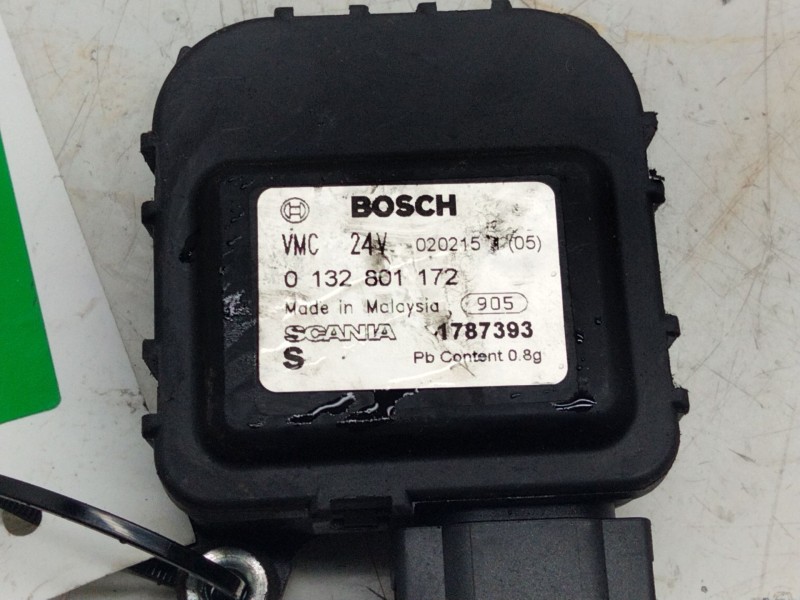 BOSCH
VMC 24V 020215 (05)
0 132 801 172
Made in Malaysia 905
SCANIA 1787393
S Pb Content 0.8g